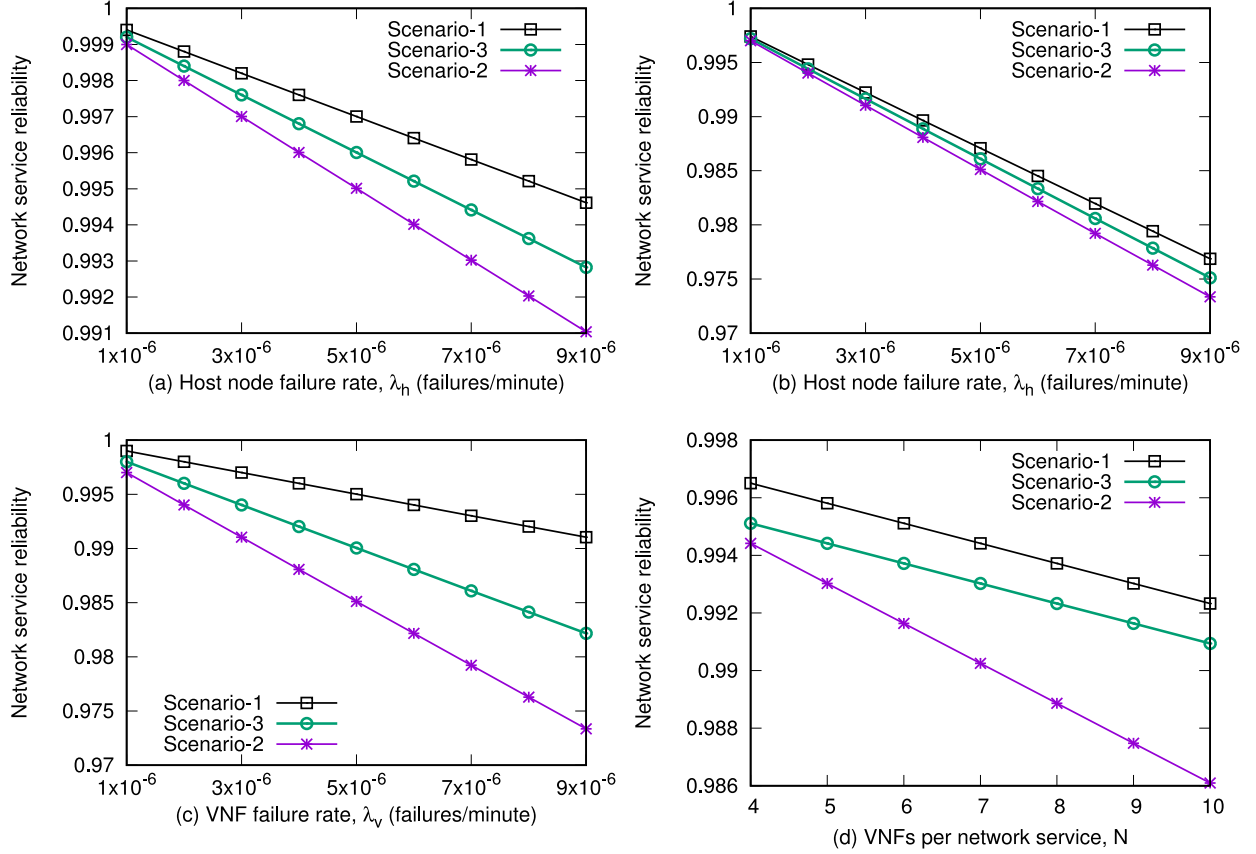 Network service reliability
1
0.999
0.998
0.997
0.996
0.995
0.994
0.993
0.992
0.991
Scenario-1
Scenario-3
Scenario-2
1x10⁻⁶ 3x10⁻⁶ 5x10⁻⁶ 7x10⁻⁶ 9x10⁻⁶
(a) Host node failure rate, λh (failures/minute)
Network service reliability
1
0.995
0.99
0.985
0.98
0.975
0.97
Scenario-1
Scenario-3
Scenario-2
1x10⁻⁶ 3x10⁻⁶ 5x10⁻⁶ 7x10⁻⁶ 9x10⁻⁶
(b) Host node failure rate, λh (failures/minute)
Network service reliability
1
0.995
0.99
0.985
0.98
0.975
0.97
Scenario-1
Scenario-3
Scenario-2
1x10⁻⁶ 3x10⁻⁶ 5x10⁻⁶ 7x10⁻⁶ 9x10⁻⁶
(c) VNF failure rate, λv (failures/minute)
Network service reliability
0.998
0.996
0.994
0.992
0.99
0.988
0.986
Scenario-1
Scenario-3
Scenario-2
4 5 6 7 8 9 10
(d) VNFs per network service, N